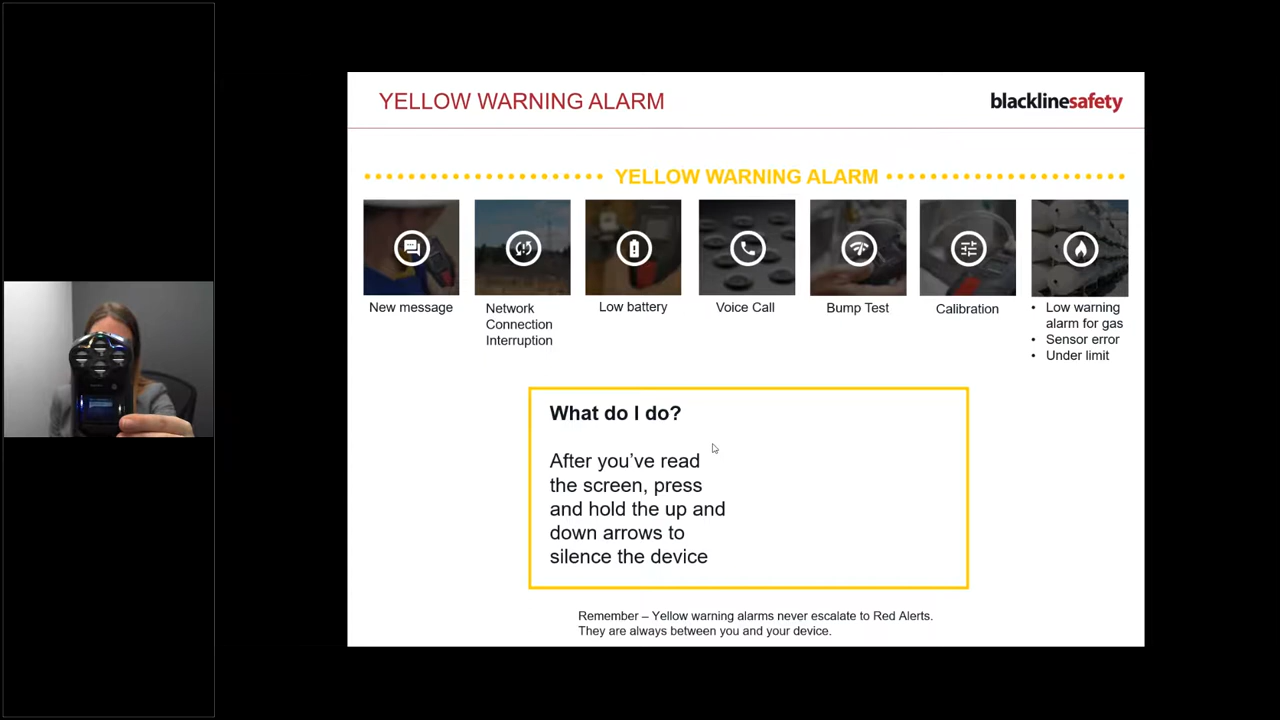 YELLOW WARNING ALARM
blacklinesafety
YELLOW WARNING ALARM
New message
Network
Connection
Interruption
Low battery
Voice Call
Bump Test
Calibration
• Low warning
alarm for gas
• Sensor error
• Under limit
What do I do?
After you’ve read
the screen, press
and hold the up and
down arrows to
silence the device
Remember – Yellow warning alarms never escalate to Red Alerts.
They are always between you and your device.